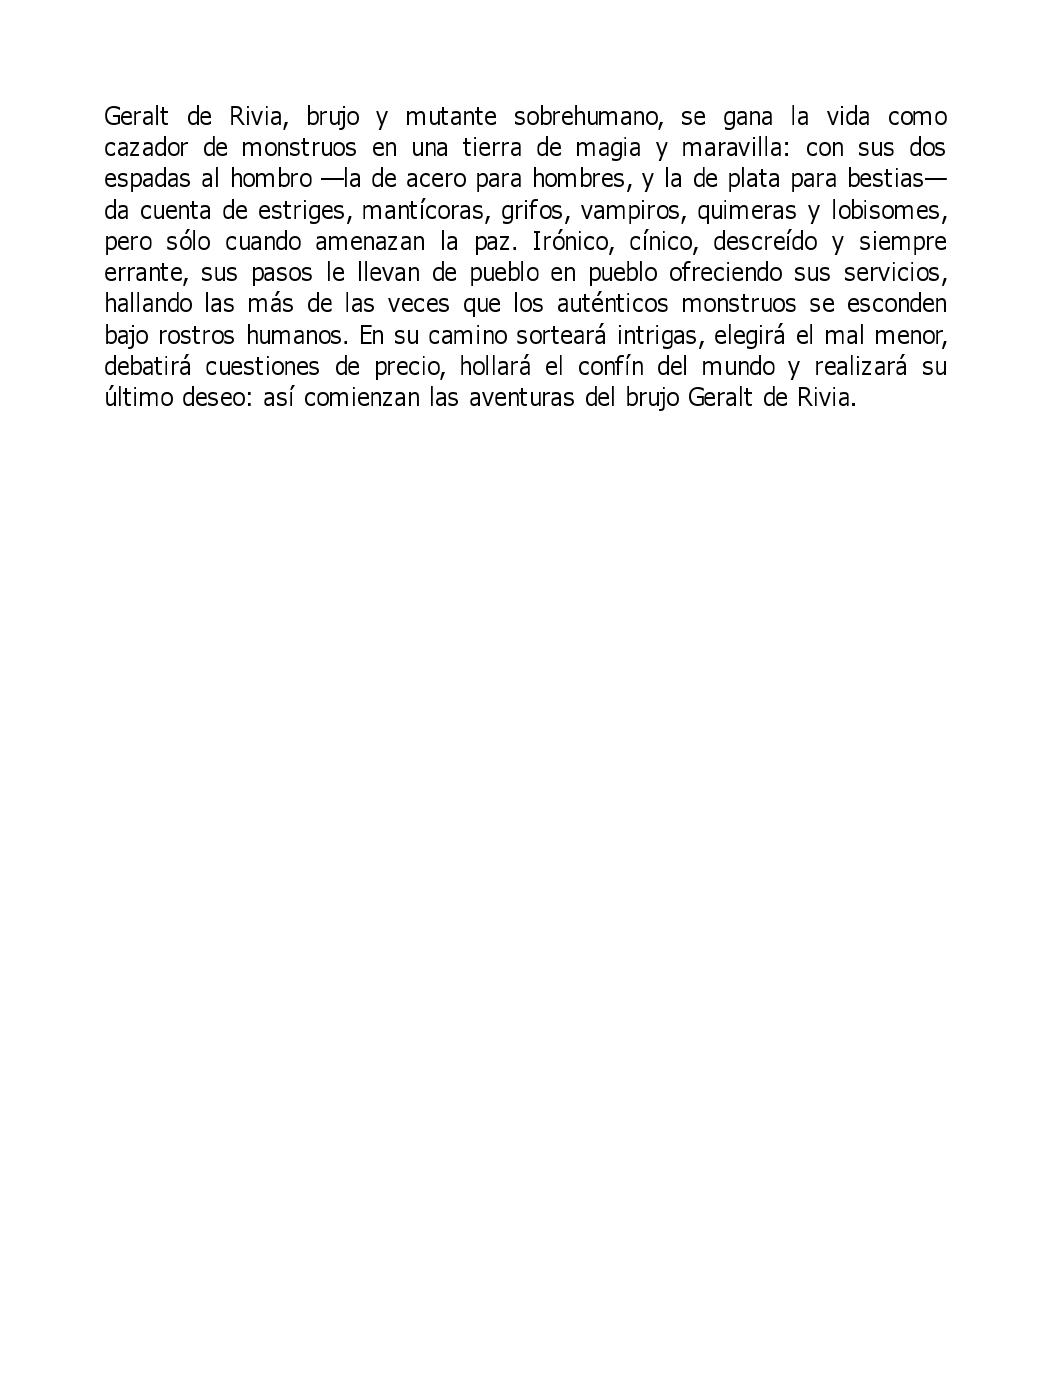 Geralt de Rivia, brujo y mutante sobrehumano, se gana la vida como
cazador de monstruos en una tierra de magia y maravilla: con sus dos
espadas al hombro —la de acero para hombres, y la de plata para bestias—
da cuenta de estriges, mantícoras, grifos, vampiros, quimeras y lobisomes,
pero sólo cuando amenazan la paz. Irónico, cínico, descreído y siempre
errante, sus pasos le llevan de pueblo en pueblo ofreciendo sus servicios,
hallando las más de las veces que los auténticos monstruos se esconden
bajo rostros humanos. En su camino sorteará intrigas, elegirá el mal menor,
debatirá cuestiones de precio, hollará el confín del mundo y realizará su
último deseo: así comienzan las aventuras del brujo Geralt de Rivia.